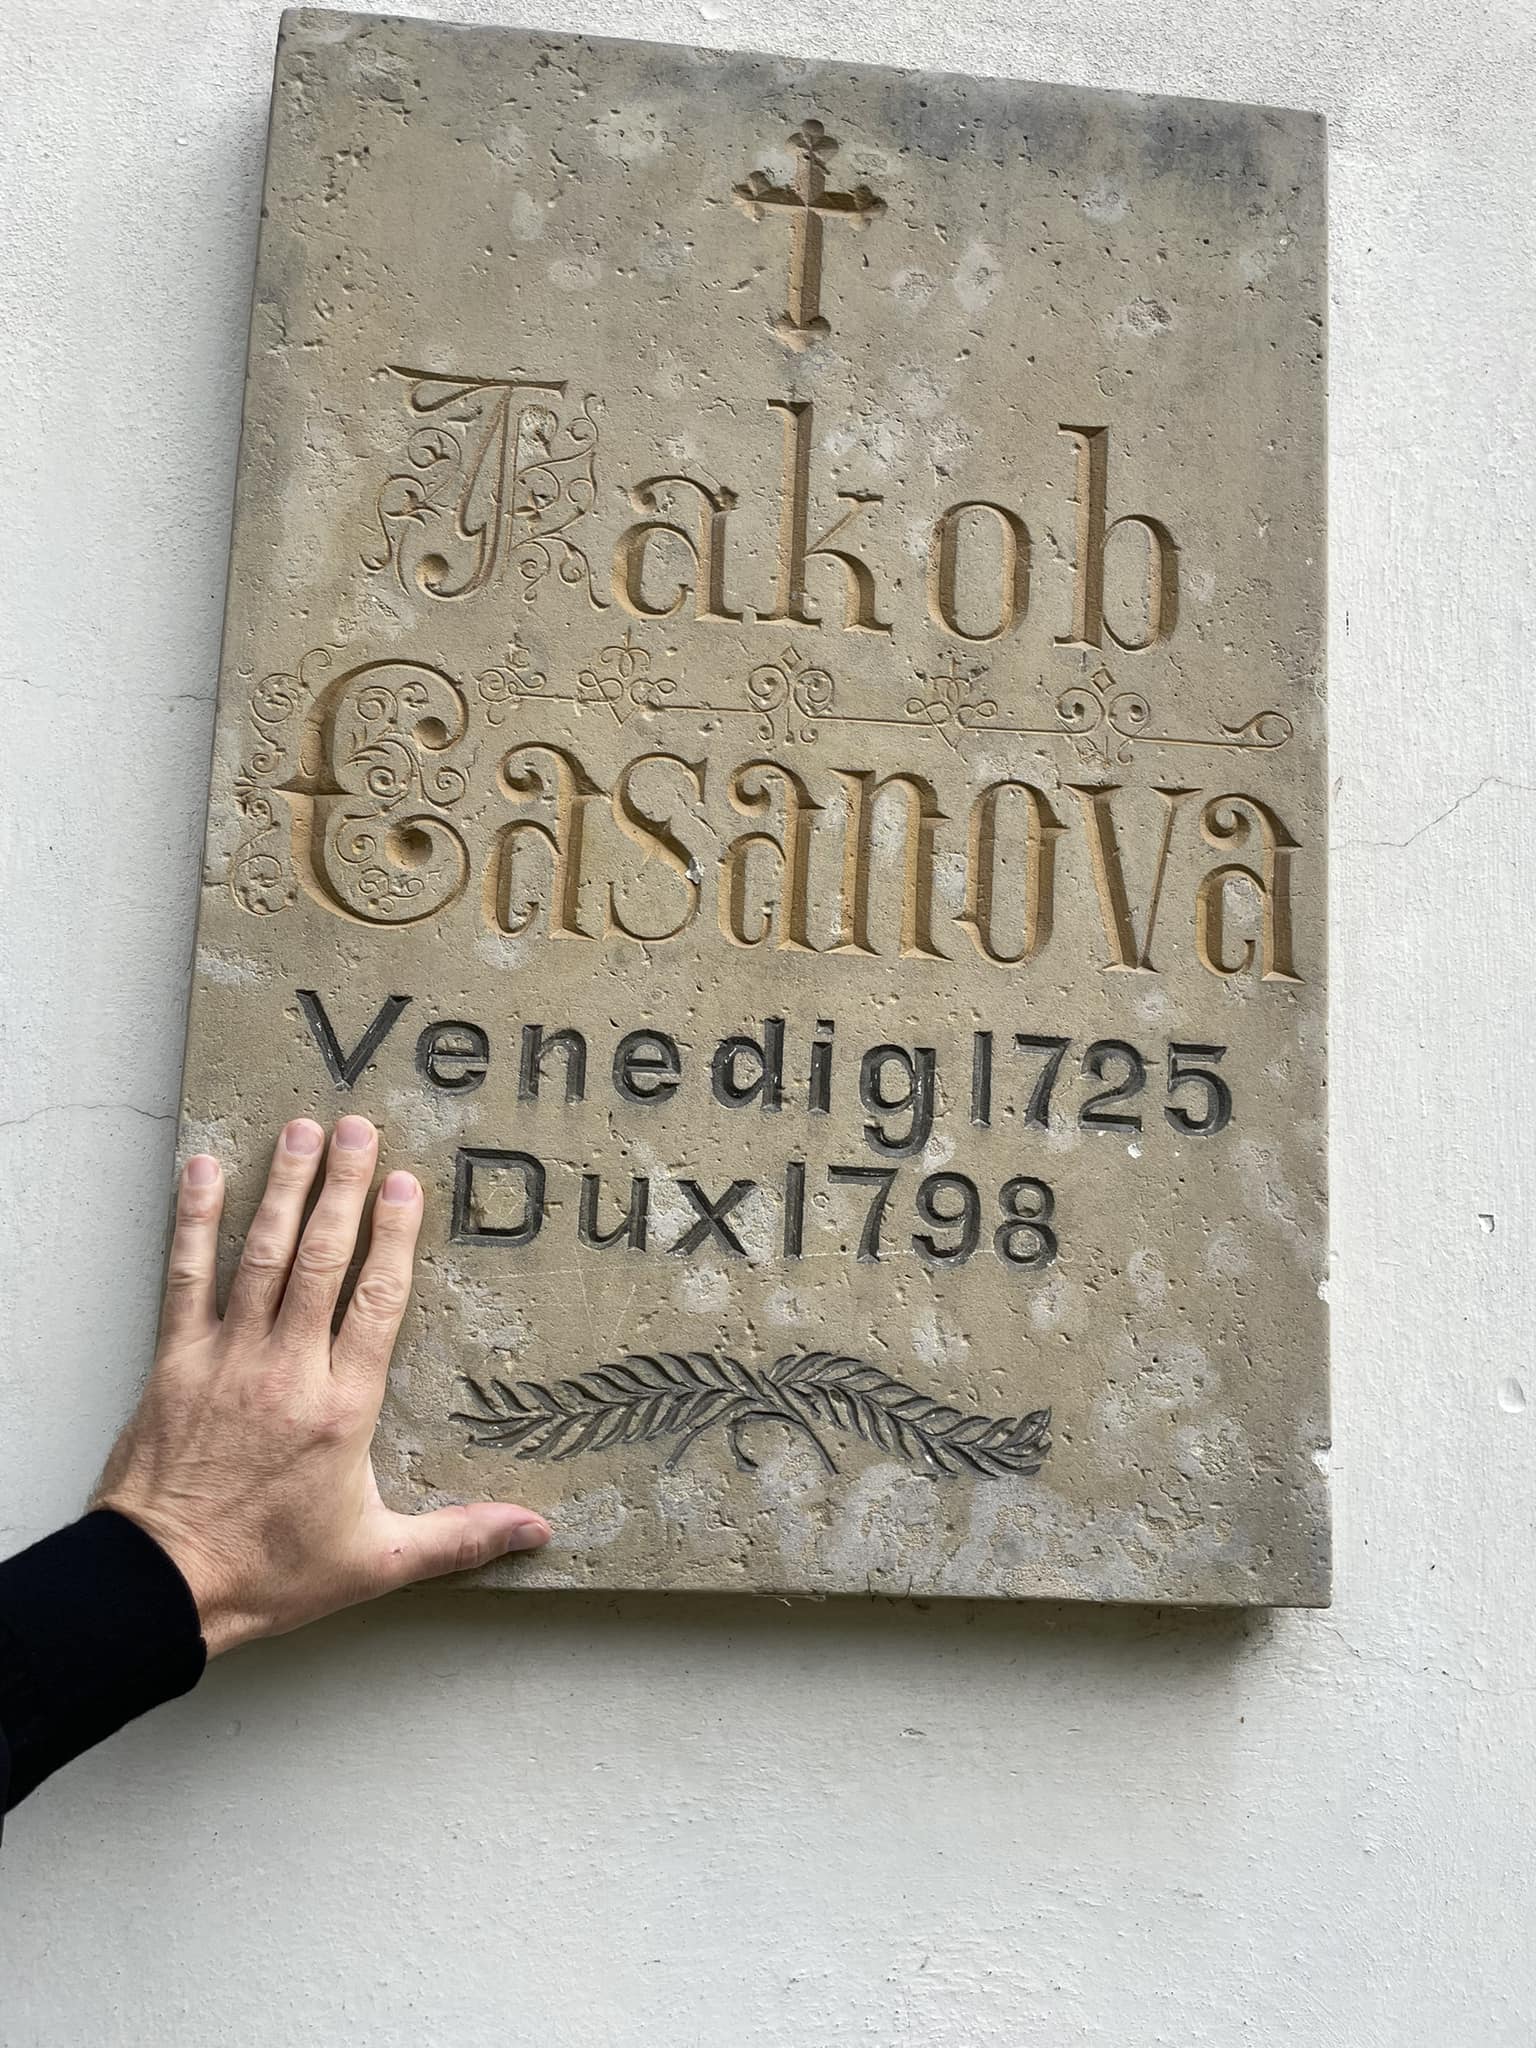 Jakob
Casanova
Venedig 1725
Dux 1798